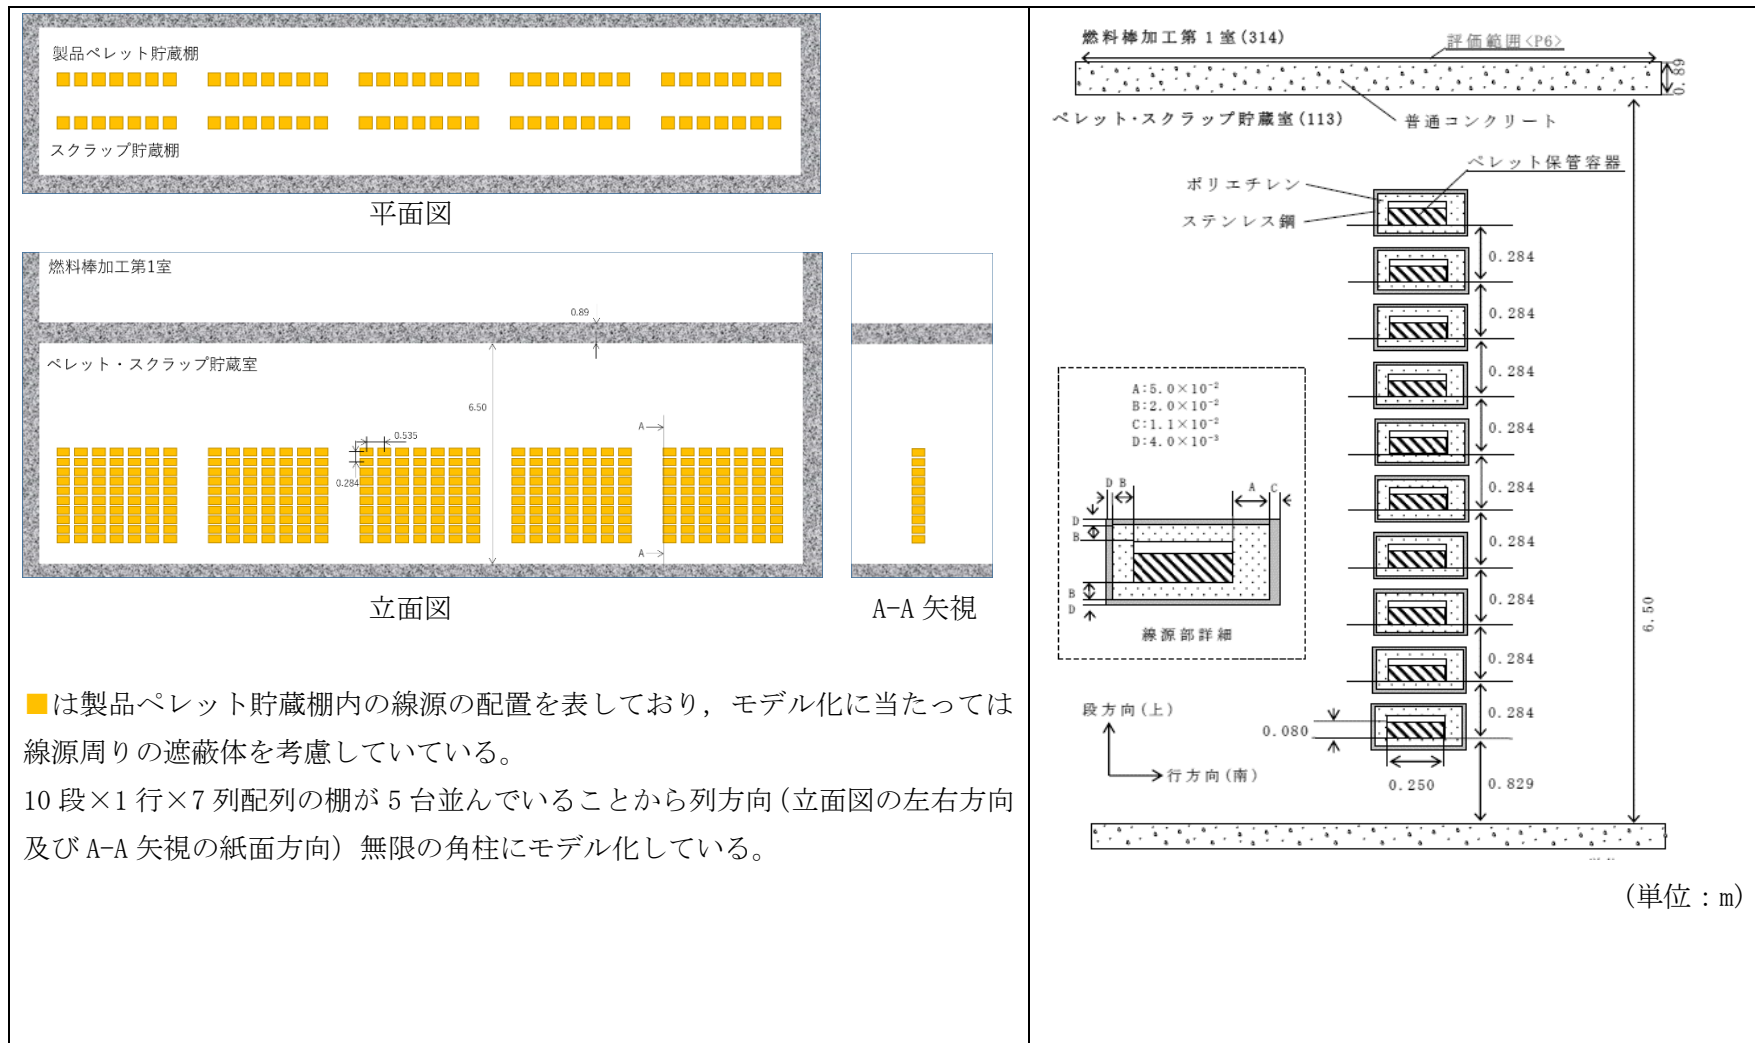 製品ペレット貯蔵棚
スクラップ貯蔵棚
平面図
燃料棒加工第1室
0.89
ペレット・スクラップ貯蔵室
6.50
A
0.535
0.284
A
立面図
A-A 矢視
■は製品ペレット貯蔵棚内の線源の配置を表しており，モデル化に当たっては
線源周りの遮蔽体を考慮していている。
10 段×1 行×7 列配列の棚が 5 台並んでいることから列方向（立面図の左右方向
及び A-A 矢視の紙面方向）無限の角柱にモデル化している。
燃料棒加工第1室(314)
評価範囲<P6>
0.89
ペレット・スクラップ貯蔵室(113)
普通コンクリート
ペレット保管容器
ポリエチレン
ステンレス鋼
0.284
0.284
0.284
0.284
0.284
0.284
0.284
0.284
0.284
A:5.0×10⁻²
B:2.0×10⁻²
C:1.1×10⁻²
D:4.0×10⁻³
D B
A C
D
B
B
D
線源部詳細
6.50
段方向(上)
行方向(南)
0.080
0.250
0.829
(単位：m)